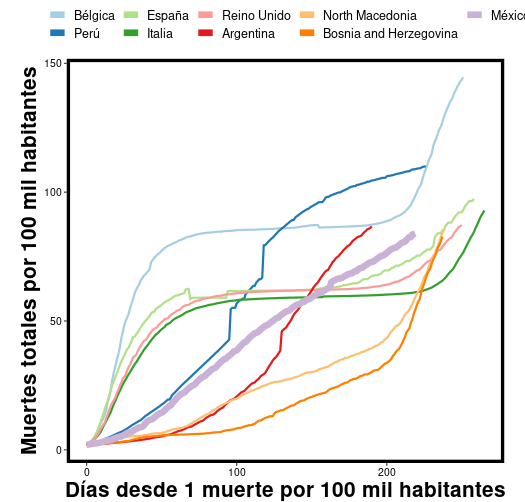 Bélgica España Reino Unido North Macedonia Méxic
Perú Italia Argentina Bosnia and Herzegovina
Muertes totales por 100 mil habitantes
150
100
50
0
0 100 200
Días desde 1 muerte por 100 mil habitantes